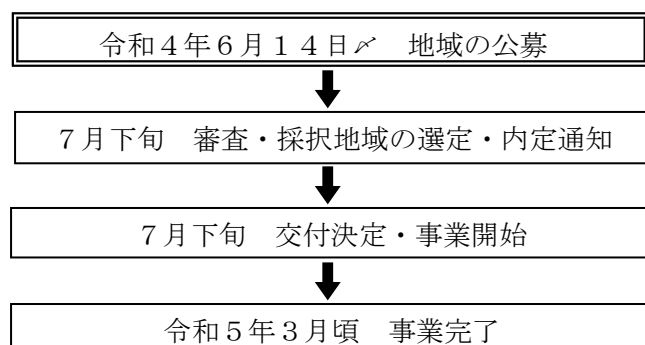 令和４年６月１４日〆　地域の公募
７月下旬　審査・採択地域の選定・内定通知
７月下旬　交付決定・事業開始
令和５年３月頃　事業完了